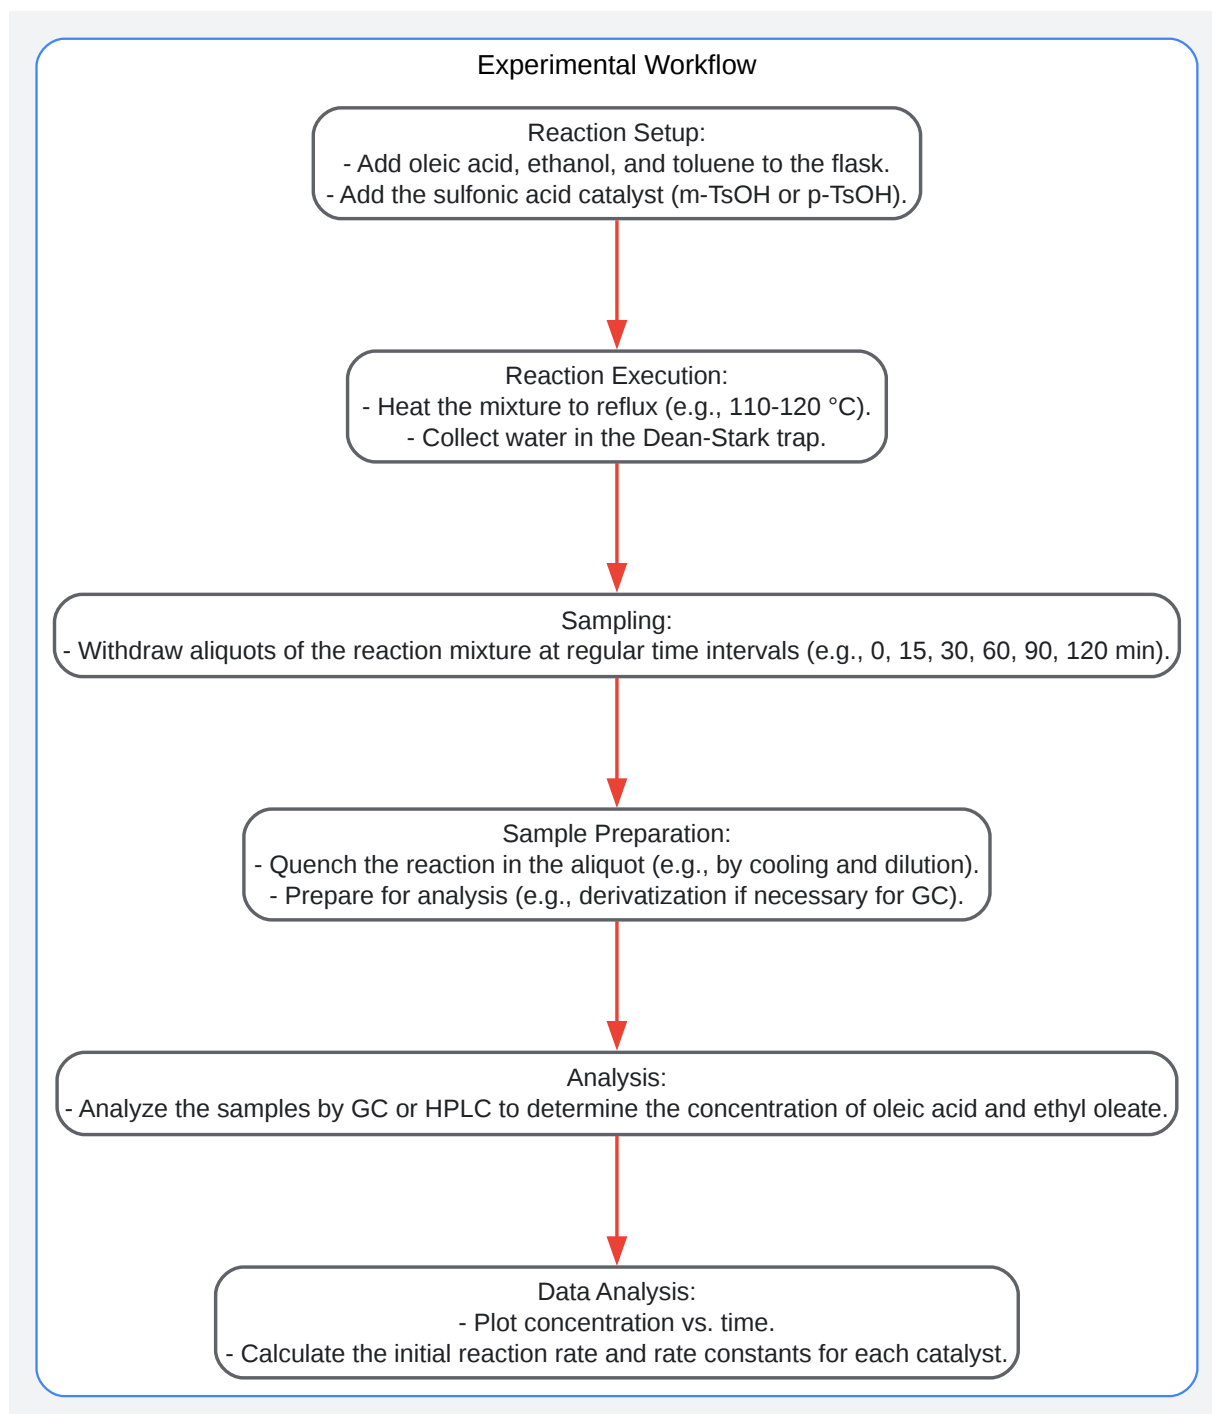 Experimental Workflow
Reaction Setup:
- Add oleic acid, ethanol, and toluene to the flask.
- Add the sulfonic acid catalyst (m-TsOH or p-TsOH).
Reaction Execution:
- Heat the mixture to reflux (e.g., 110-120 °C).
- Collect water in the Dean-Stark trap.
Sampling:
- Withdraw aliquots of the reaction mixture at regular time intervals (e.g., 0, 15, 30, 60, 90, 120 min).
Sample Preparation:
- Quench the reaction in the aliquot (e.g., by cooling and dilution).
- Prepare for analysis (e.g., derivatization if necessary for GC).
Analysis:
- Analyze the samples by GC or HPLC to determine the concentration of oleic acid and ethyl oleate.
Data Analysis:
- Plot concentration vs. time.
- Calculate the initial reaction rate and rate constants for each catalyst.